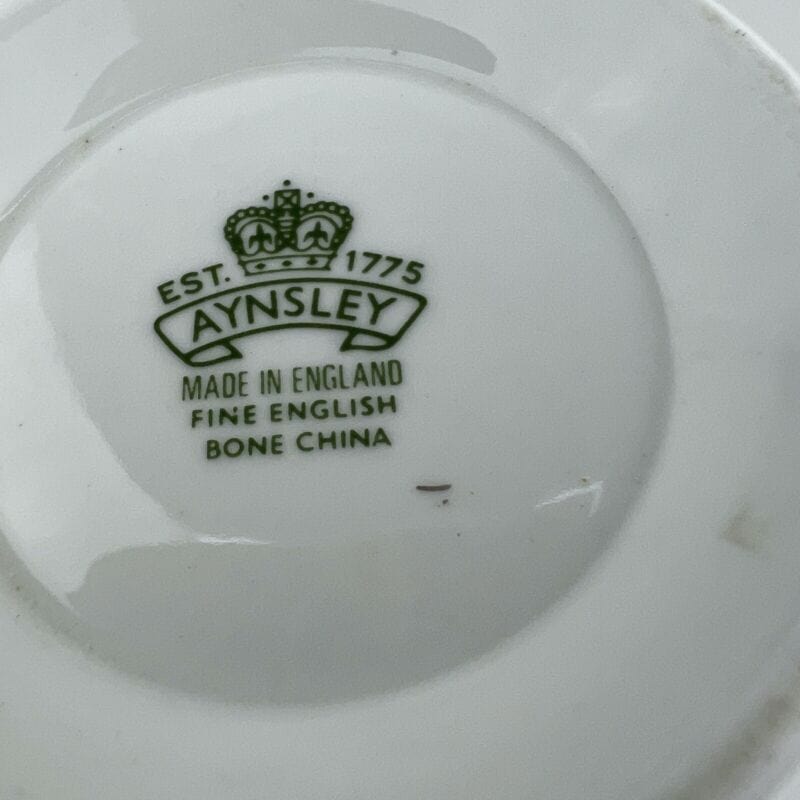 EST. 1775
AYNSLEY
MADE IN ENGLAND
FINE ENGLISH
BONE CHINA